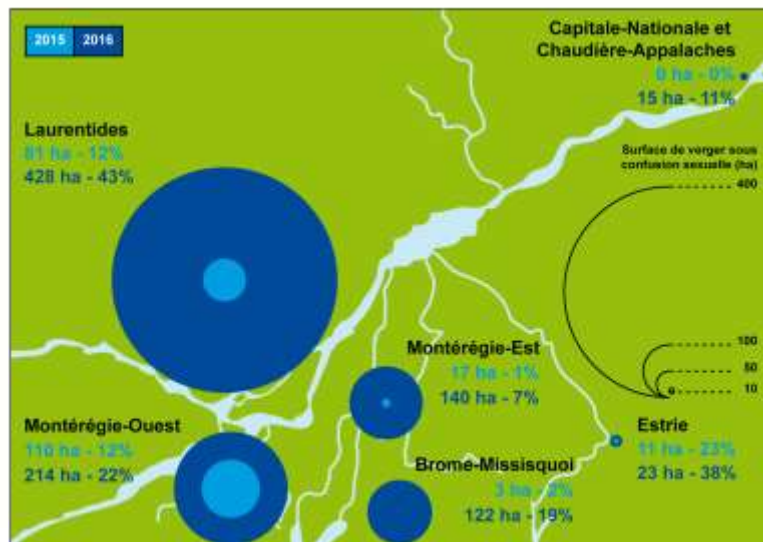 2015 2016
Capitale-Nationale et
Chaudière-Appalaches
0 ha - 0%
15 ha - 11%
Laurentides
81 ha - 12%
428 ha - 43%
Surface de verger sous
confusion sexuelle (ha)
400
100
50
10
Montérégie-Est
17 ha - 1%
140 ha - 7%
Montérégie-Ouest
110 ha - 12%
214 ha - 22%
Estrie
11 ha - 23%
23 ha - 38%
Brome-Missisquoi
3 ha - 2%
122 ha - 19%